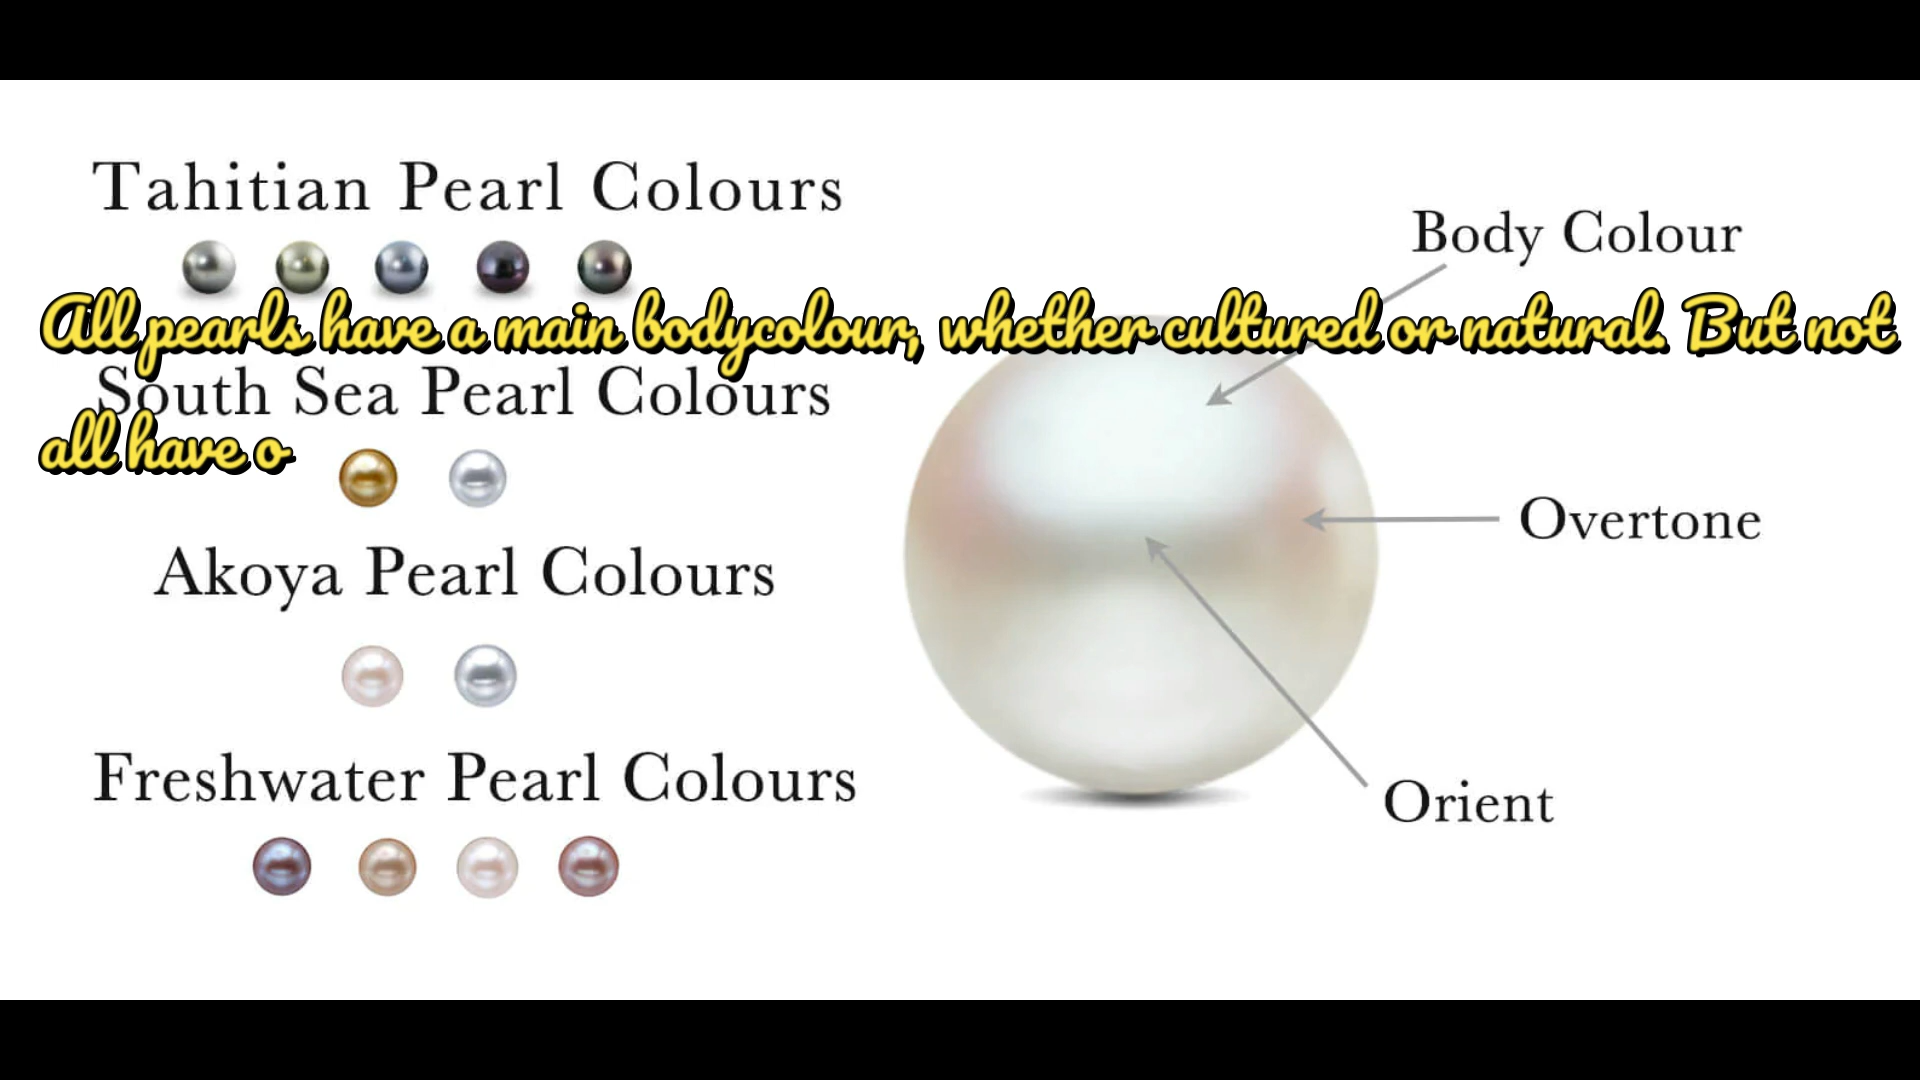 Tahitian Pearl Colours
All pearls have a main bodycolour, whether cultured or natural. But not
all have o
South Sea Pearl Colours
Akoya Pearl Colours
Freshwater Pearl Colours
Body Colour
Overtone
Orient